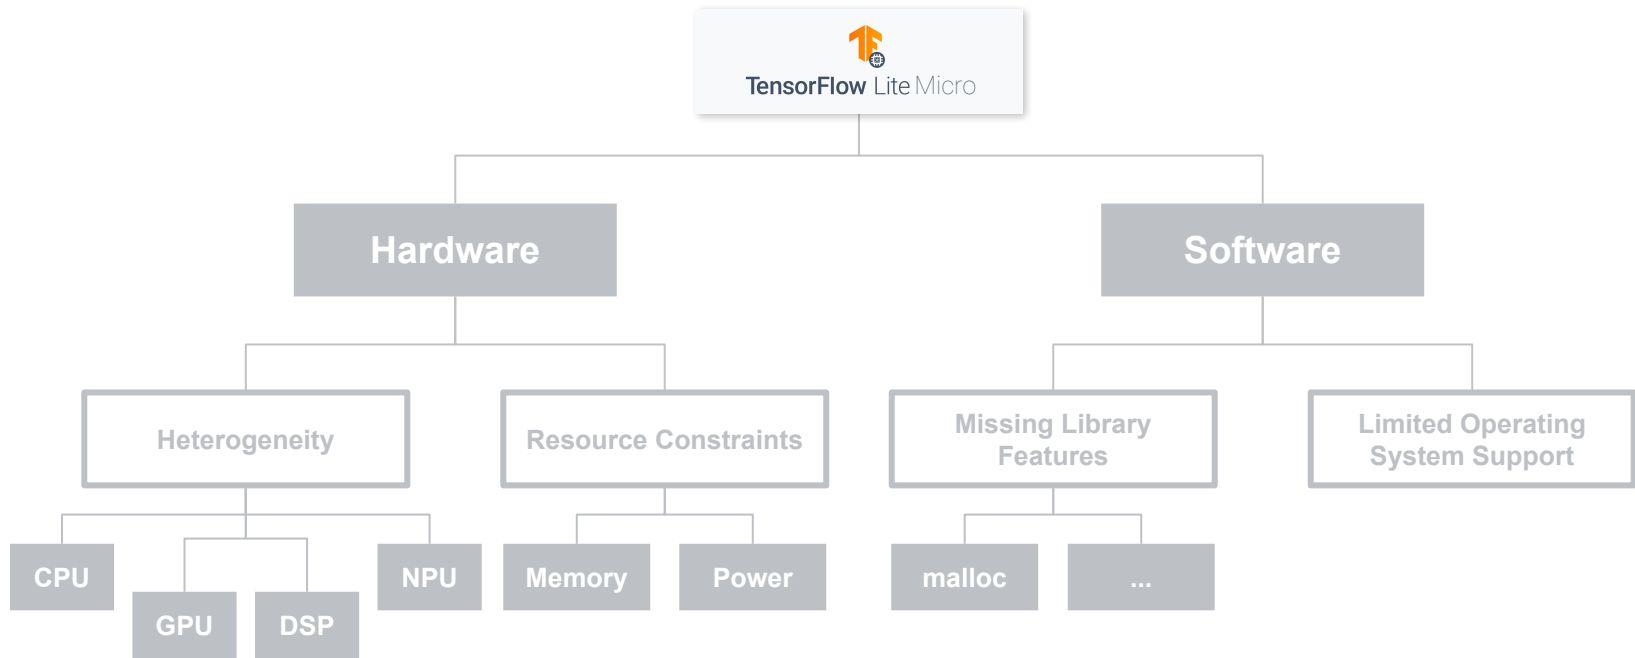 TensorFlow Lite Micro
Hardware
Software
Heterogeneity
Resource Constraints
Missing Library
Features
Limited Operating
System Support
CPU
GPU
DSP
NPU
Memory
Power
malloc
...